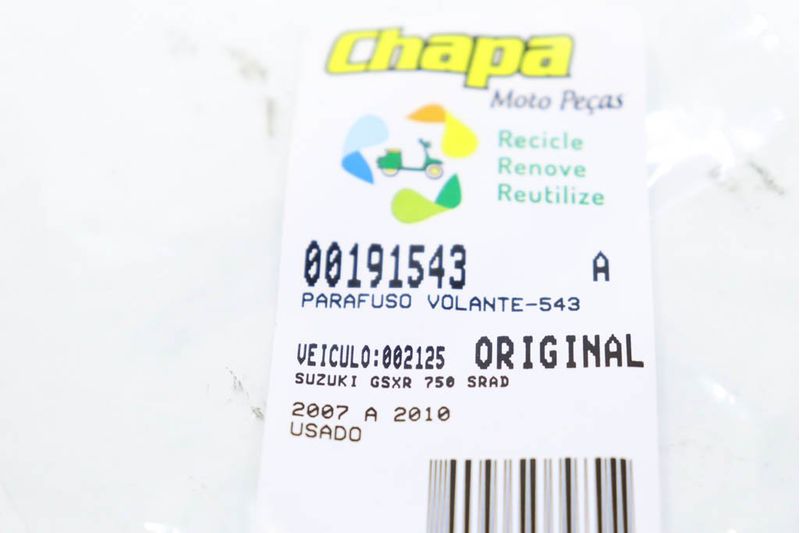 Chapa
Moto Peças
Recicle
Renove
Reutilize
00191543 A
PARAFUSO VOLANTE-543
VEICULO:002125 ORIGINAL
SUZUKI GSXR 750 SRAD
2007 A 2010
USADO